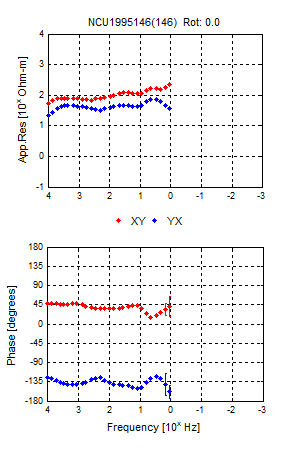 NCU1995146(146) Rot: 0.0
App.Res [10^x Ohm-m]
4
3
2
1
0
-1
4 3 2 1 0 -1 -2 -3
XY YX
Phase [degrees]
180
135
90
45
0
-45
-90
-135
-180
4 3 2 1 0 -1 -2 -3
Frequency [10^x Hz]